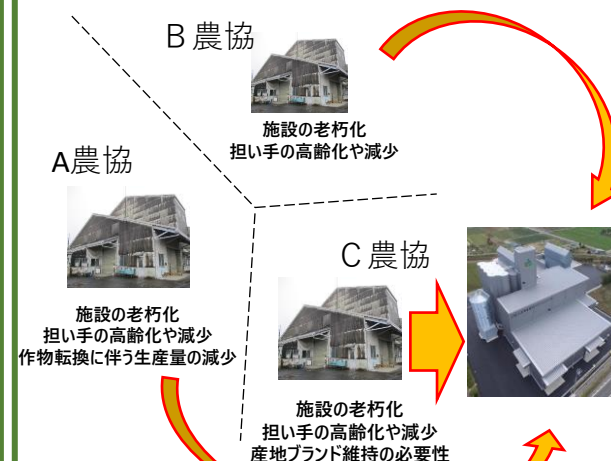 B農協
施設の老朽化
担い手の高齢化や減少
A農協
施設の老朽化
担い手の高齢化や減少
作物転換に伴う生産量の減少
C農協
施設の老朽化
担い手の高齢化や減少
産地ブランド維持の必要性